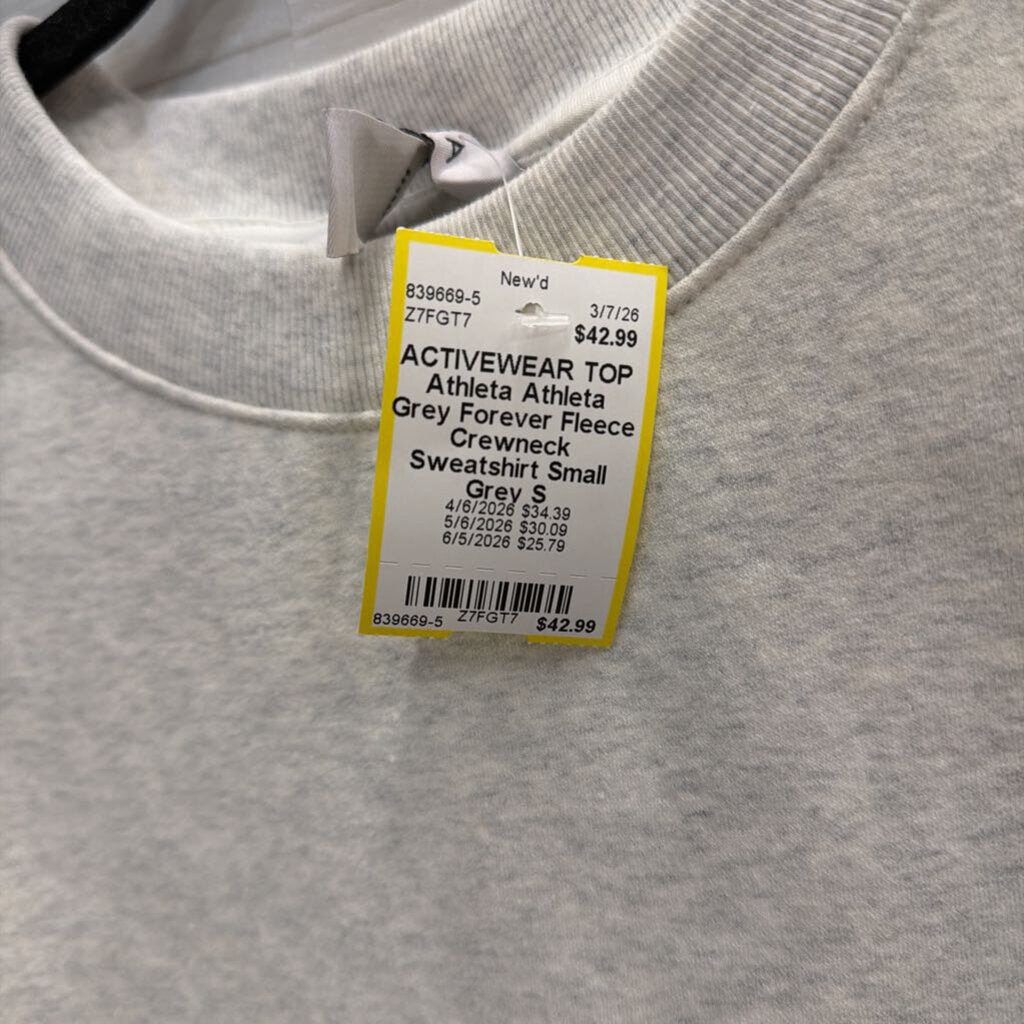 A
New'd
839669-5
3/7/26
Z7FGT7
$42.99
ACTIVEWEAR TOP
Athleta Athleta
Grey Forever Fleece
Crewneck
Sweatshirt Small
Grey S
4/6/2026 $34.39
5/6/2026 $30.09
6/5/2026 $25.79
839669-5 Z7FGT7 $42.99